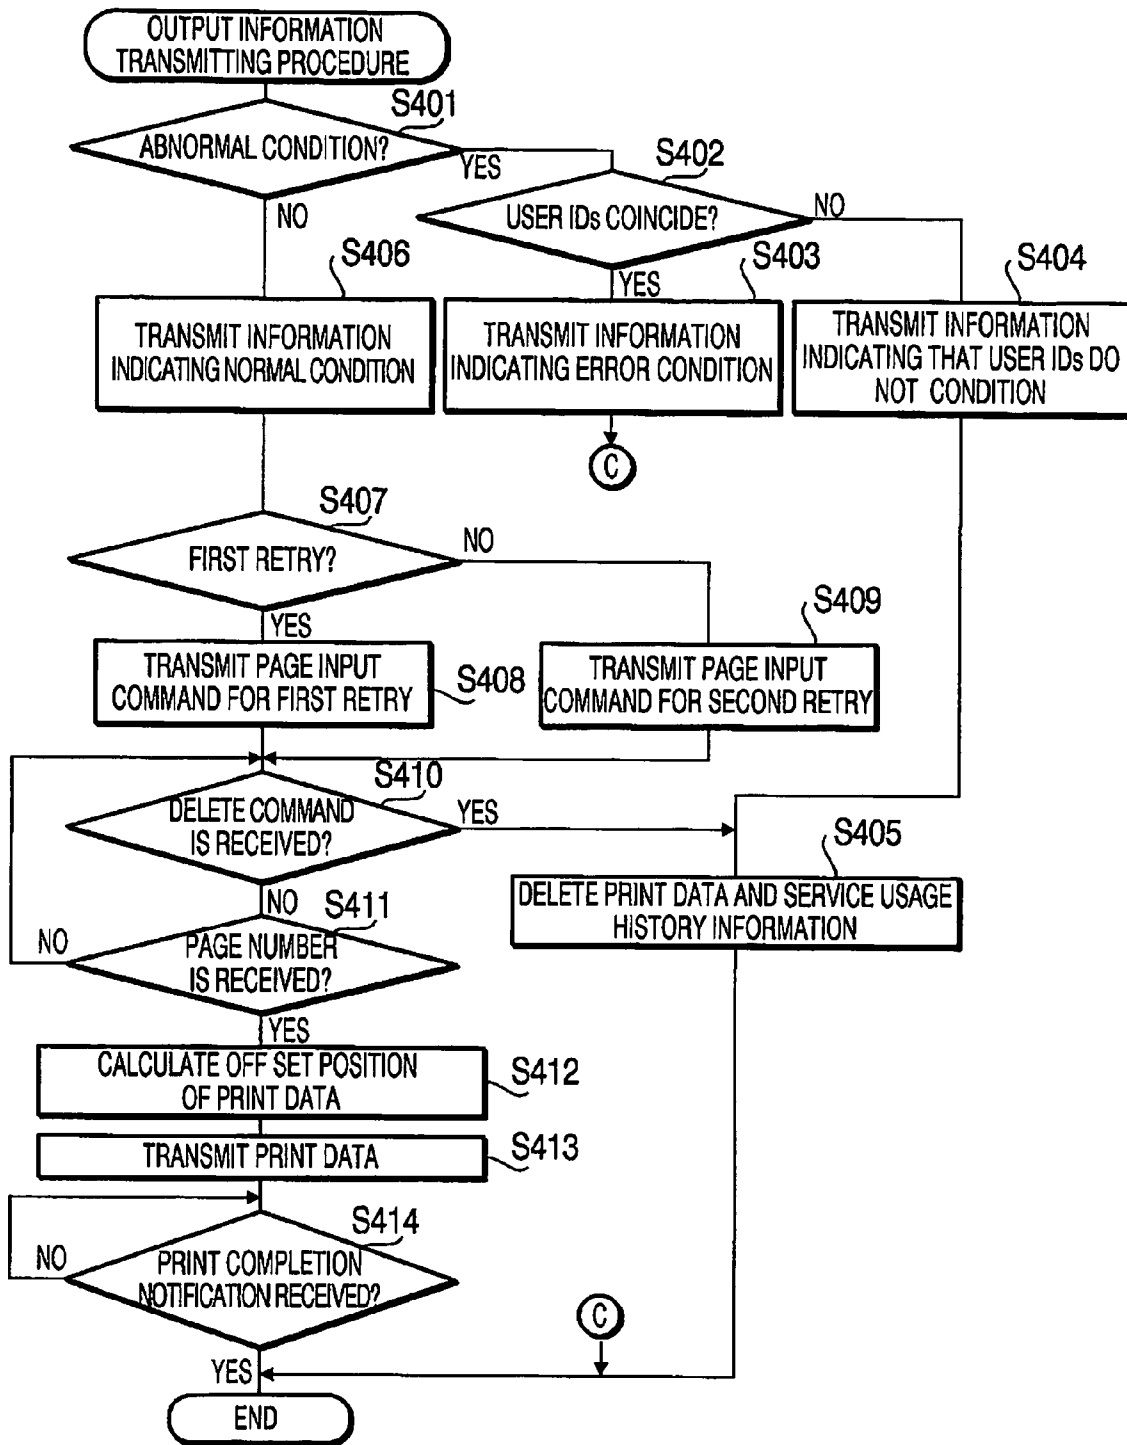 OUTPUT INFORMATION
TRANSMITTING PROCEDURE
S401
ABNORMAL CONDITION?
YES
NO
S402
USER IDs COINCIDE?
NO
YES
S406
TRANSMIT INFORMATION
INDICATING NORMAL CONDITION
S403
TRANSMIT INFORMATION
INDICATING ERROR CONDITION
C
S404
TRANSMIT INFORMATION
INDICATING THAT USER IDs DO
NOT CONDITION
S407
FIRST RETRY?
NO
YES
TRANSMIT PAGE INPUT
COMMAND FOR FIRST RETRY
S408
S409
TRANSMIT PAGE INPUT
COMMAND FOR SECOND RETRY
S410
DELETE COMMAND
IS RECEIVED?
YES
NO
S405
DELETE PRINT DATA AND SERVICE USAGE
HISTORY INFORMATION
S411
PAGE NUMBER
IS RECEIVED?
NO
YES
CALCULATE OFF SET POSITION
OF PRINT DATA
S412
TRANSMIT PRINT DATA
S413
S414
PRINT COMPLETION
NOTIFICATION RECEIVED?
NO
YES
C
END